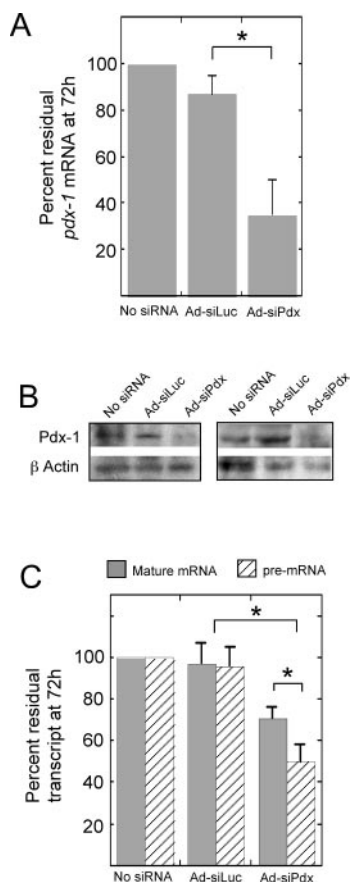 A
Percent residual
pdx-1 mRNA at 72h
100
80
60
40
20
*
No siRNA Ad-siLuc Ad-siPdx
B
No siRNA Ad-siLuc Ad-siPdx No siRNA Ad-siLuc Ad-siPdx
Pdx-1
β Actin
C
Mature mRNA pre-mRNA
Percent residual
transcript at 72h
100
80
60
40
20
*
*
No siRNA Ad-siLuc Ad-siPdx